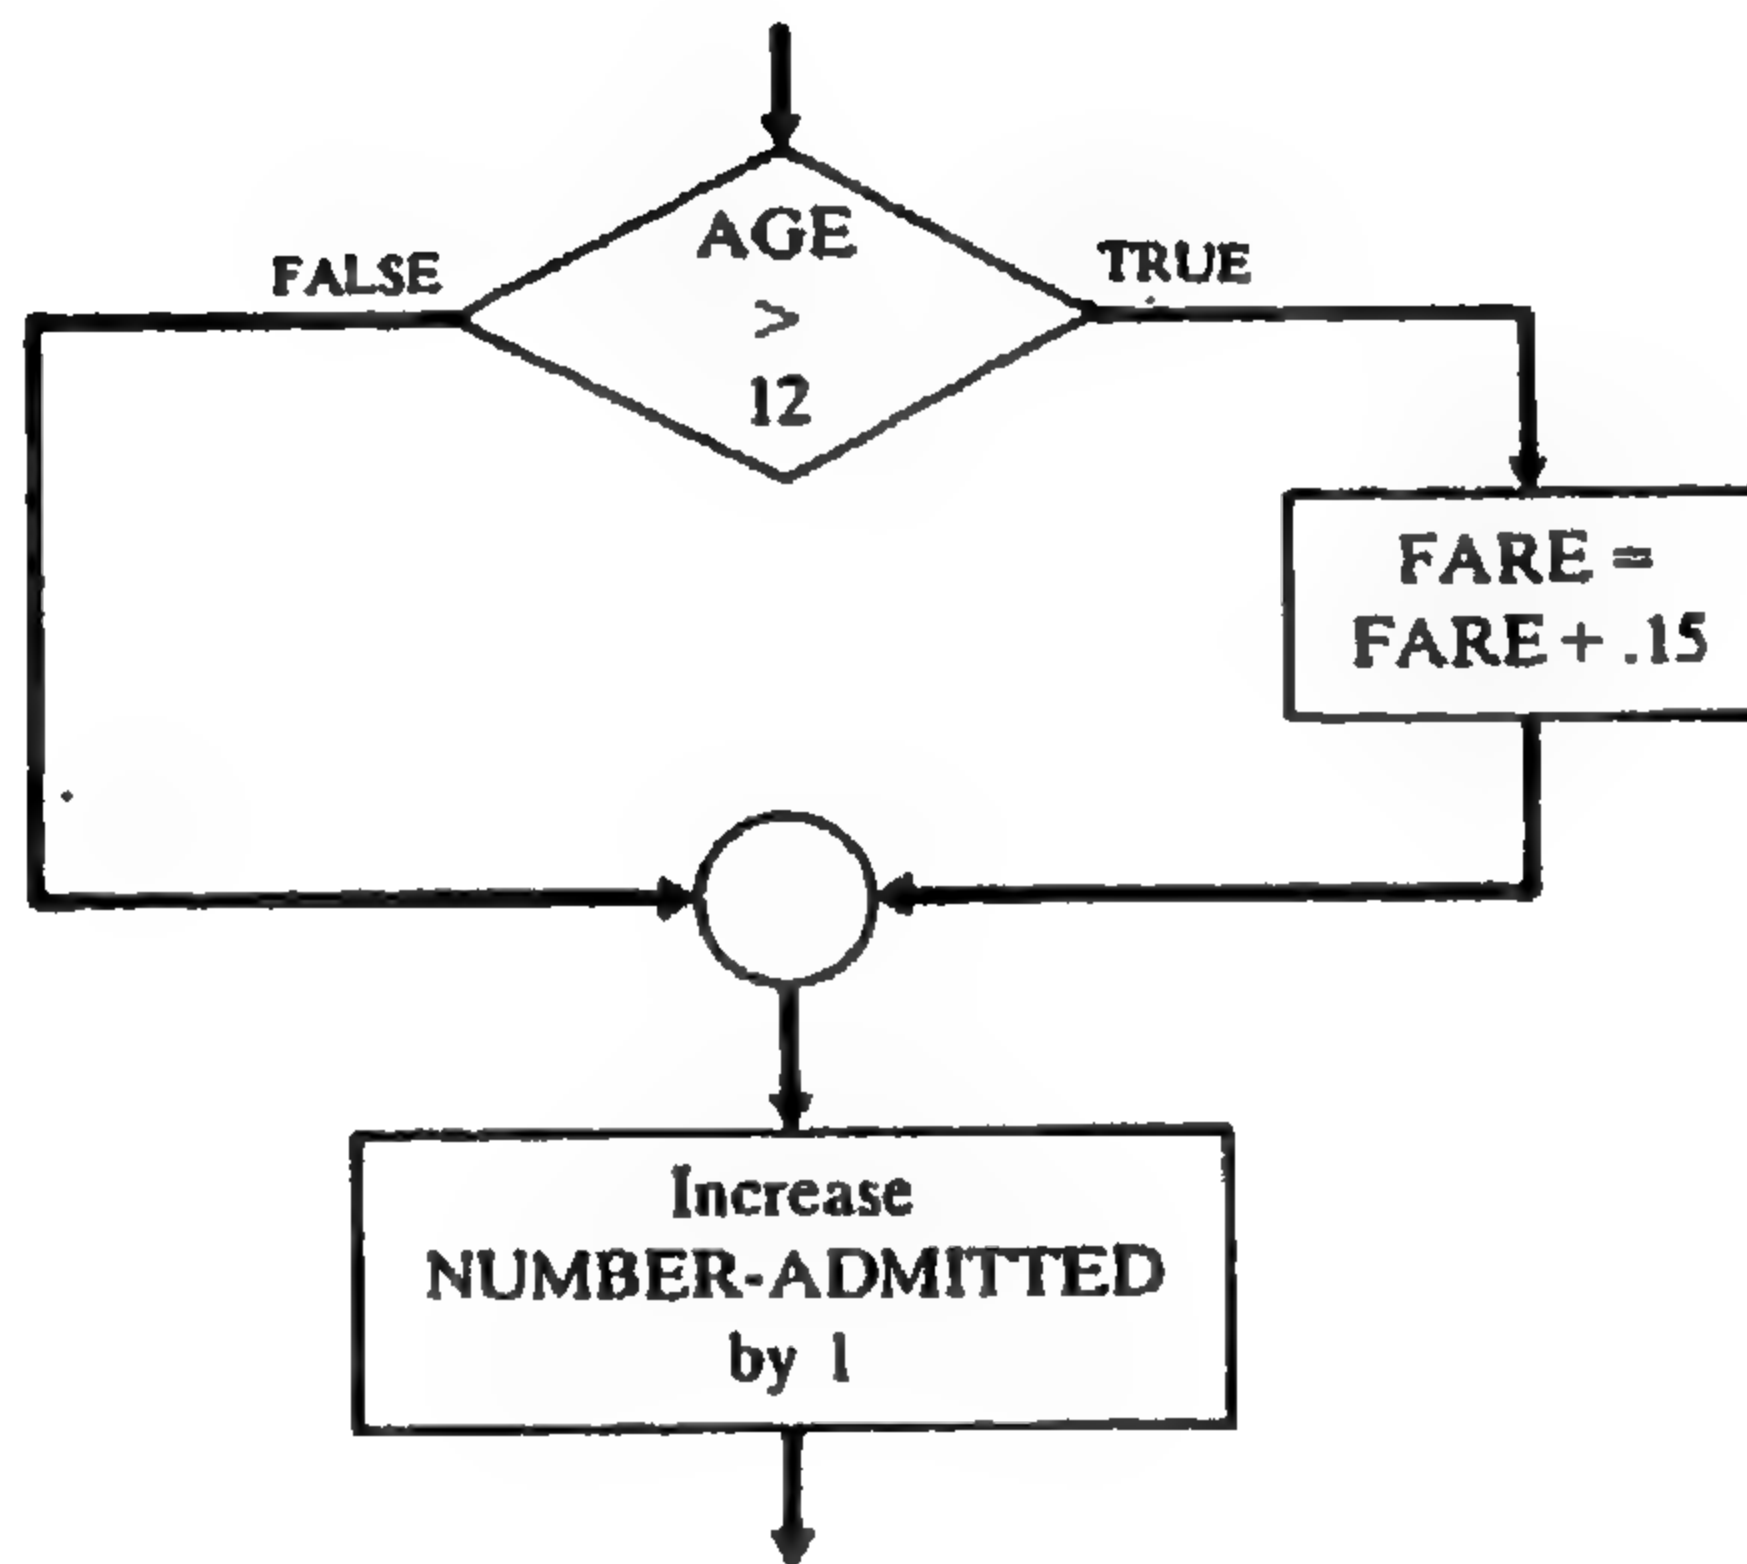 AGE
>
12
FALSE
TRUE
FARE =
FARE + .15
Increase
NUMBER-ADMITTED
by 1